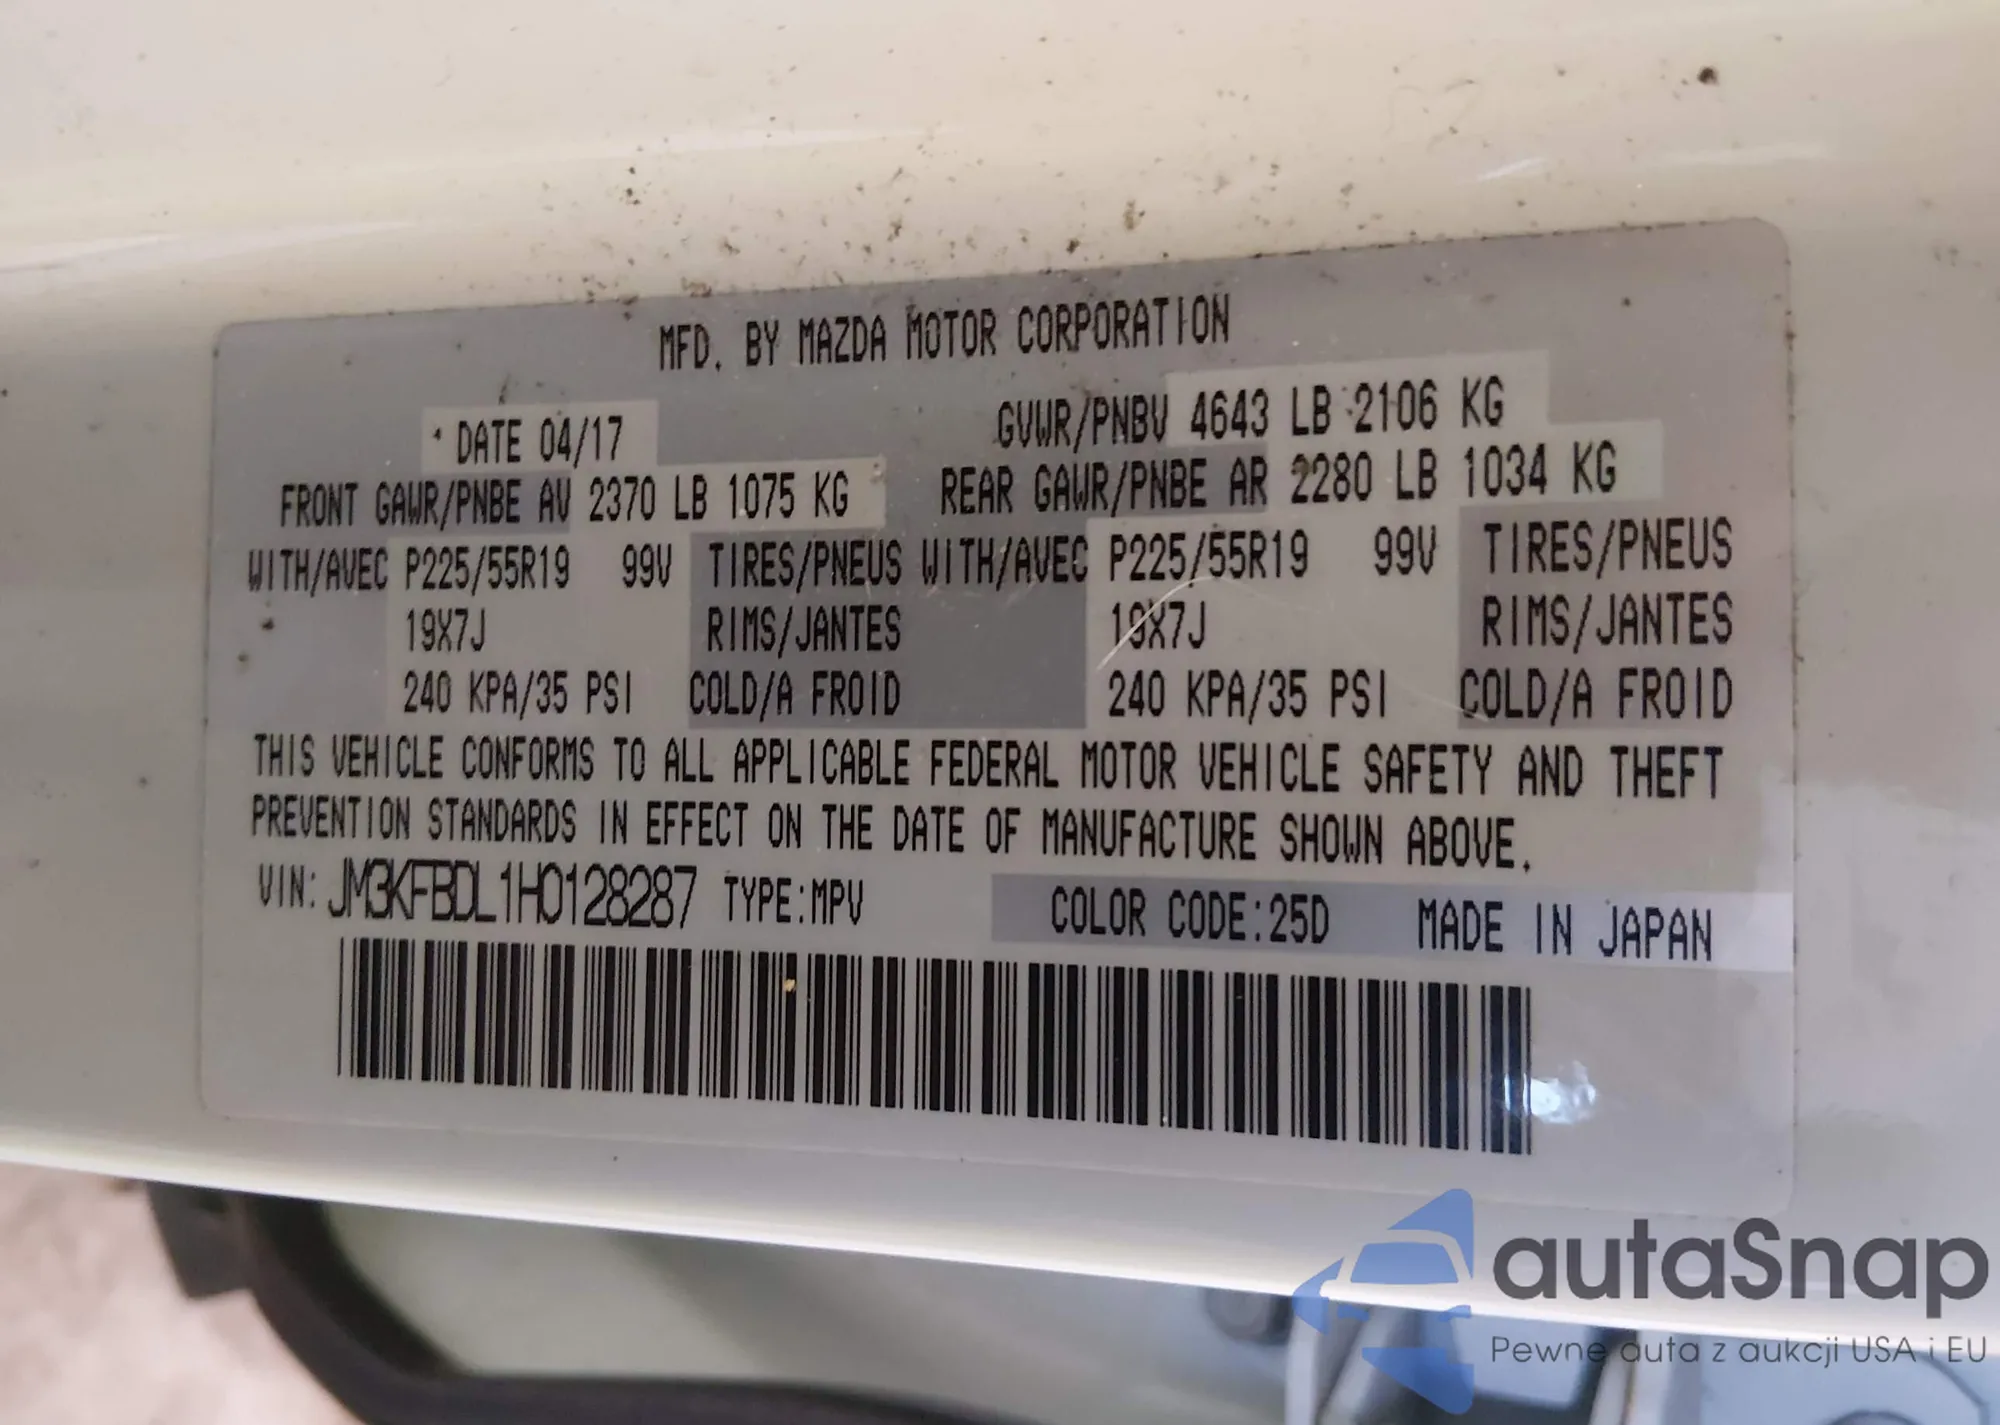 MFD. BY MAZDA MOTOR CORPORATION
DATE 04/17 GVWR/PNBV 4643 LB 2106 KG
FRONT GAWR/PNBE AV 2370 LB 1075 KG REAR GAWR/PNBE AR 2280 LB 1034 KG
WITH/AVEC P225/55R19 99V TIRES/PNEUS WITH/AVEC P225/55R19 99V TIRES/PNEUS
19X7J RIMS/JANTES 19X7J RIMS/JANTES
240 KPA/35 PSI COLD/A FROID 240 KPA/35 PSI COLD/A FROID
THIS VEHICLE CONFORMS TO ALL APPLICABLE FEDERAL MOTOR VEHICLE SAFETY AND THEFT
PREVENTION STANDARDS IN EFFECT ON THE DATE OF MANUFACTURE SHOWN ABOVE.
VIN: JM3KFBDL1H0128287 TYPE:MPV COLOR CODE:25D MADE IN JAPAN
autaSnap
Pewne auta z aukcji USA i EU